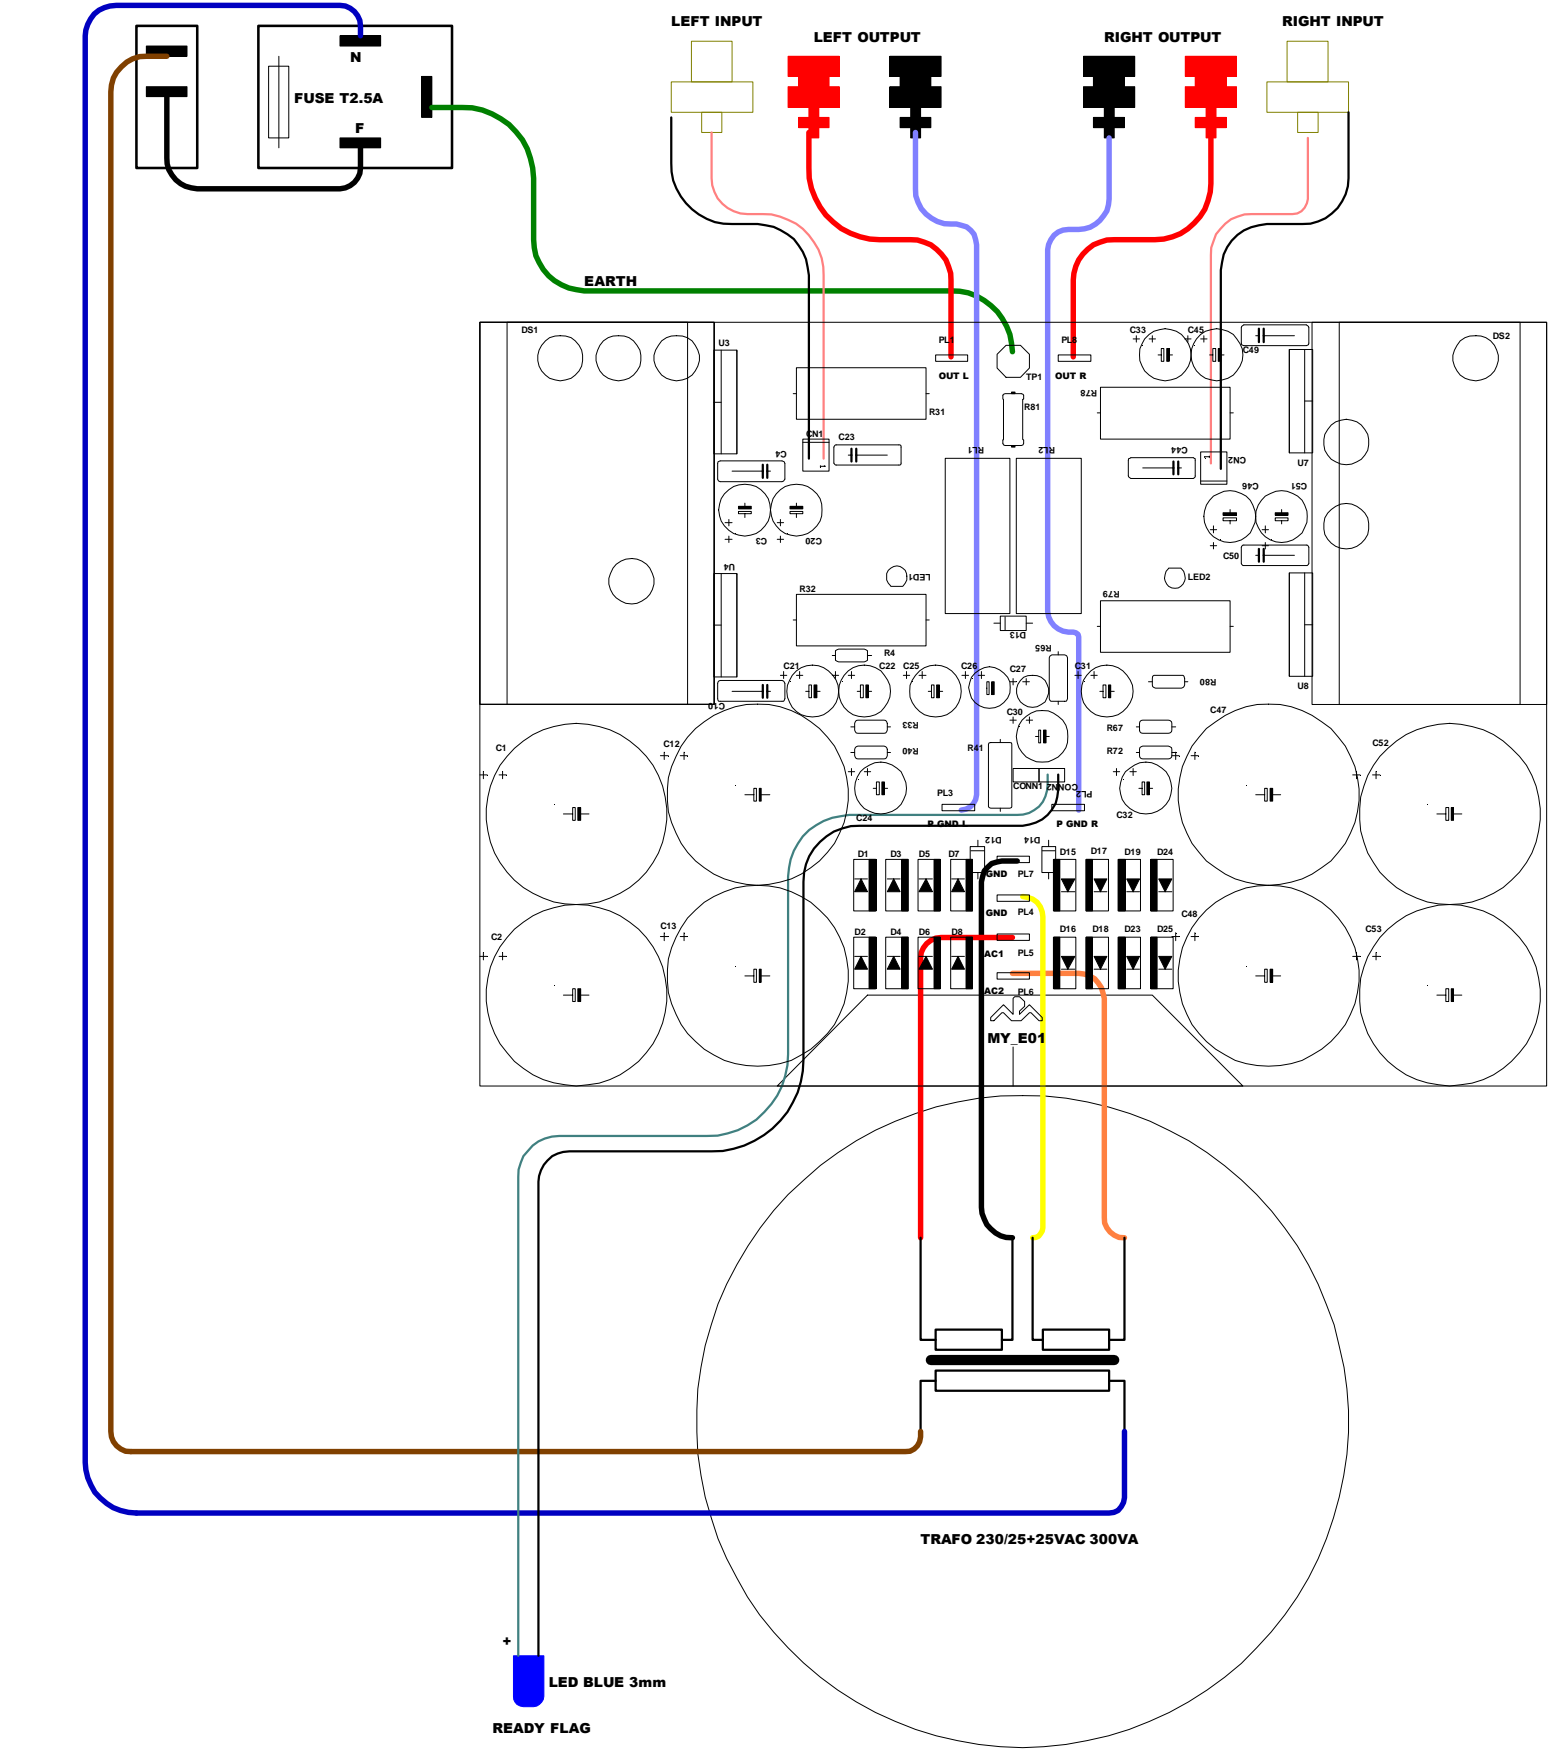 LEFT INPUT
RIGHT INPUT
LEFT OUTPUT
RIGHT OUTPUT
N
FUSE T2.5A
F
EARTH
DS1
U3
PL1
PL8
C33
C45
C49
DS2
OUT L
TP1
OUT R
R31
R81
R78
CN1
C23
C4
RL1
RL2
C44
CN2
U7
1
1
C3
C20
C46
C51
C50
U4
LED1
LED2
R32
R79
D13
R4
R65
C21
C22
C25
C26
C27
C31
R80
U8
C10
C30
C47
R33
R67
C1
C12
R40
R41
R72
C52
CONN1
CONN2
PL3
PL2
C24
P GND L
P GND R
C32
D12
D14
D1
D3
D5
D7
D15
D17
D19
D24
GND
PL7
GND
PL4
C2
C13
C48
C53
D2
D4
D6
D8
D16
D18
D23
D25
AC1
PL5
AC2
PL6
MY_E01
TRAFO 230/25+25VAC 300VA
+
LED BLUE 3mm
READY FLAG